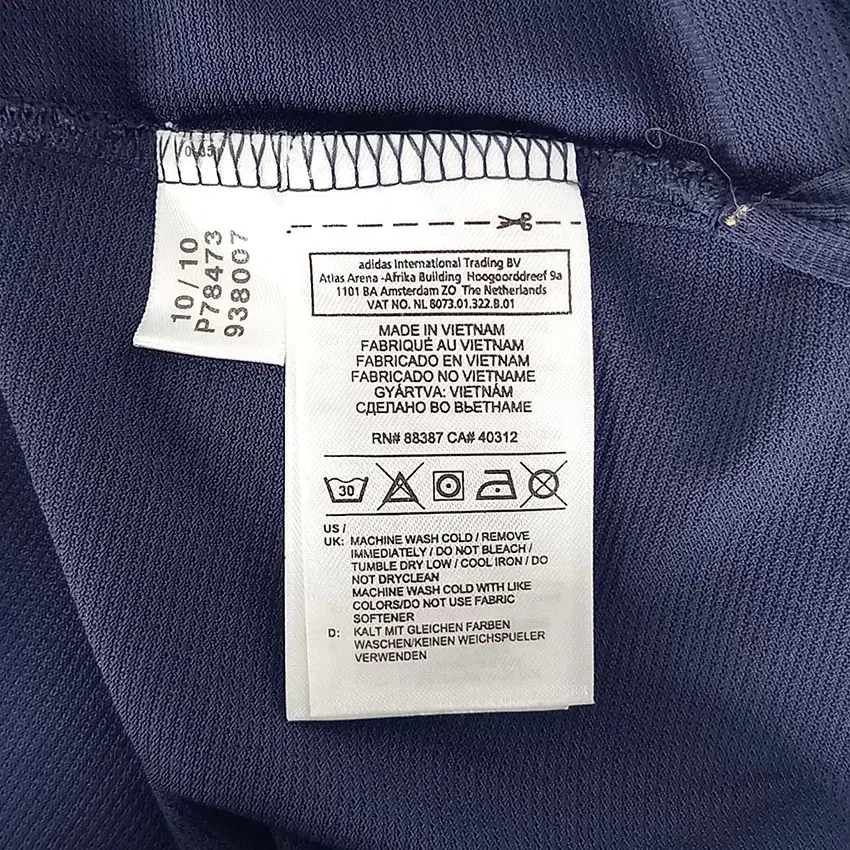 10/10
P78473
938007
adidas International Trading BV
Atlas Arena -Afrika Building Hoogoorddreef 9a
1101 BA Amsterdam ZO The Netherlands
VAT NO. NL 8073.01.322.B.01
MADE IN VIETNAM
FABRIQUÉ AU VIETNAM
FABRICADO EN VIETNAM
FABRICADO NO VIETNAME
GYÁRTVA: VIETNÁM
СДЕЛАНО ВО ВЬЕТНАМЕ
RN# 88387 CA# 40312
30
US /
UK: MACHINE WASH COLD / REMOVE
IMMEDIATELY / DO NOT BLEACH /
TUMBLE DRY LOW / COOL IRON / DO
NOT DRYCLEAN
MACHINE WASH COLD WITH LIKE
COLORS/DO NOT USE FABRIC
SOFTENER
D: KALT MIT GLEICHEN FARBEN
WASCHEN/KEINEN WEICHSPUELER
VERWENDEN